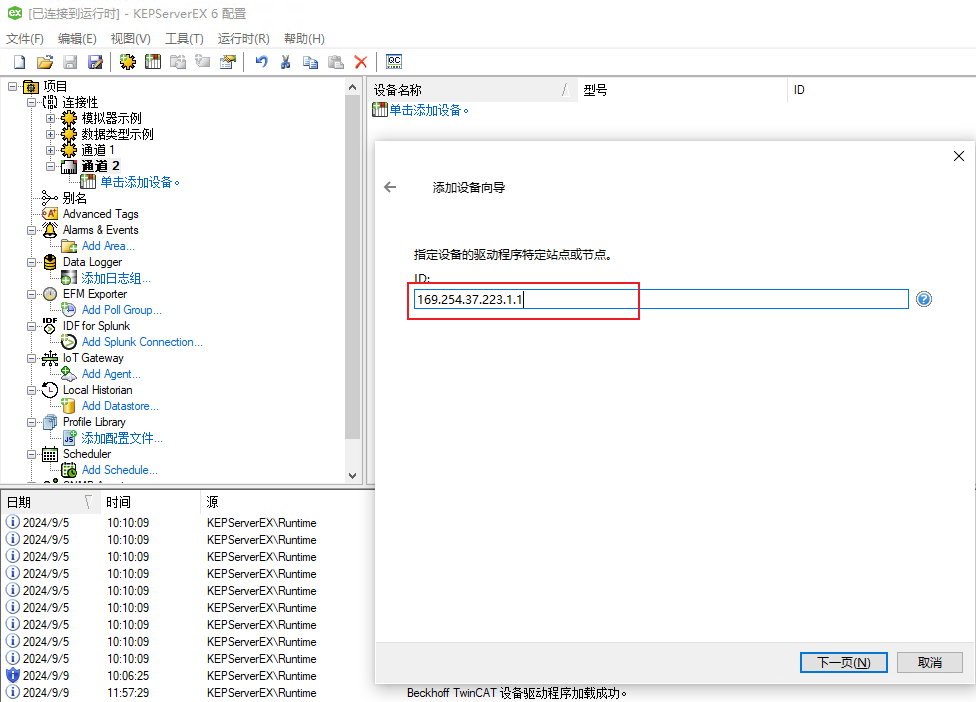 [已连接到运行时] - KEPServerEX 6 配置
文件(F) 编辑(E) 视图(V) 工具(T) 运行时(R) 帮助(H)
QC
项目
连接性
模拟器示例
数据类型示例
通道 1
通道 2
单击添加设备。
别名
Advanced Tags
Alarms & Events
Add Area...
Data Logger
添加日志组...
EFM Exporter
Add Poll Group...
IDF for Splunk
Add Splunk Connection...
IoT Gateway
Add Agent...
Local Historian
Add Datastore...
Profile Library
添加配置文件...
Scheduler
Add Schedule...
设备名称 型号 ID
单击添加设备。
添加设备向导
指定设备的驱动程序特定站点或节点。
ID:
169.254.37.223.1.1
下一页(N) 取消
日期 时间 源
2024/9/5 10:10:09 KEPServerEX\Runtime
2024/9/5 10:10:09 KEPServerEX\Runtime
2024/9/5 10:10:09 KEPServerEX\Runtime
2024/9/5 10:10:09 KEPServerEX\Runtime
2024/9/5 10:10:09 KEPServerEX\Runtime
2024/9/5 10:10:09 KEPServerEX\Runtime
2024/9/5 10:10:09 KEPServerEX\Runtime
2024/9/5 10:10:09 KEPServerEX\Runtime
2024/9/5 10:10:09 KEPServerEX\Runtime
2024/9/9 10:06:25 KEPServerEX\Runtime
2024/9/9 11:57:29 KEPServerEX\Runtime Beckhoff TwinCAT 设备驱动程序加载成功。